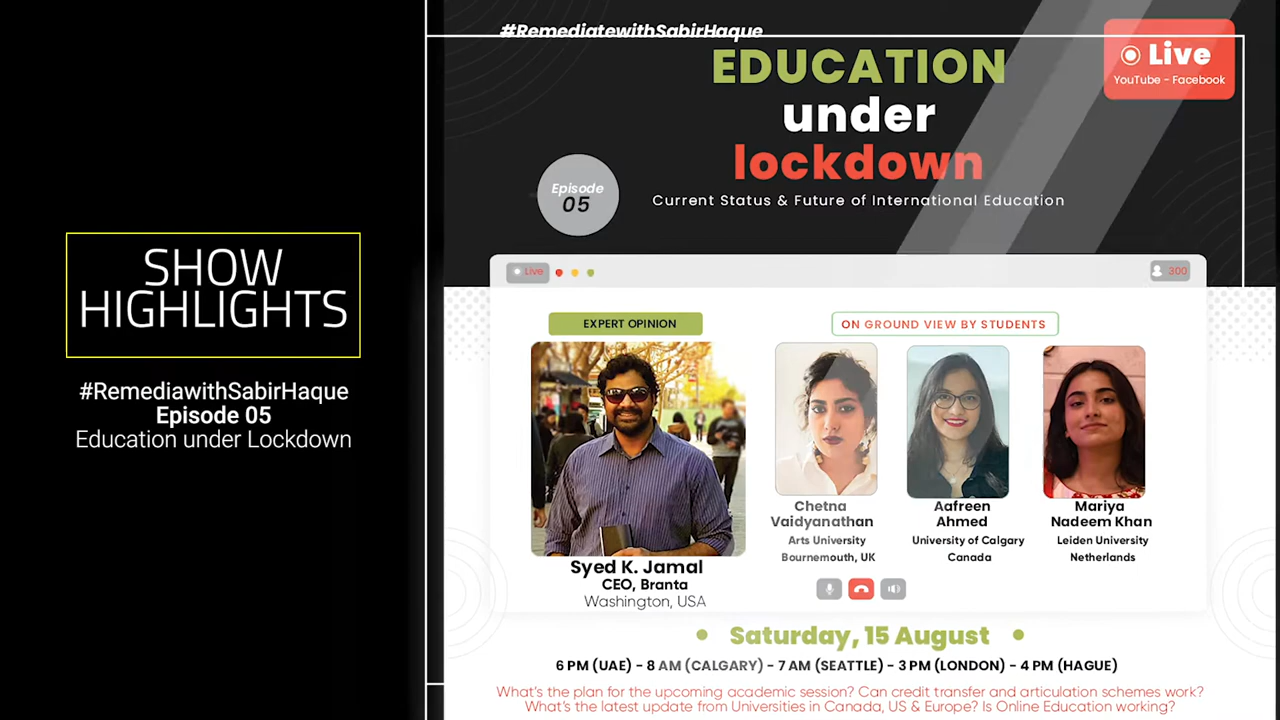 SHOW
HIGHLIGHTS
#RemediawithSabirHaque
Episode 05
Education under Lockdown
#RemediatewithSabirHaque
Live
YouTube - Facebook
EDUCATION
under
lockdown
Current Status & Future of International Education
Episode
05
Live
300
EXPERT OPINION
ON GROUND VIEW BY STUDENTS
Syed K. Jamal
CEO, Branta
Washington, USA
Chetna
Vaidyanathan
Arts University
Bournemouth, UK
Aafreen
Ahmed
University of Calgary
Canada
Mariya
Nadeem Khan
Leiden University
Netherlands
Saturday, 15 August
6 PM (UAE) - 8 AM (CALGARY) - 7 AM (SEATTLE) - 3 PM (LONDON) - 4 PM (HAGUE)
What's the plan for the upcoming academic session? Can credit transfer and articulation schemes work?
What's the latest update from Universities in Canada, US & Europe? Is Online Education working?